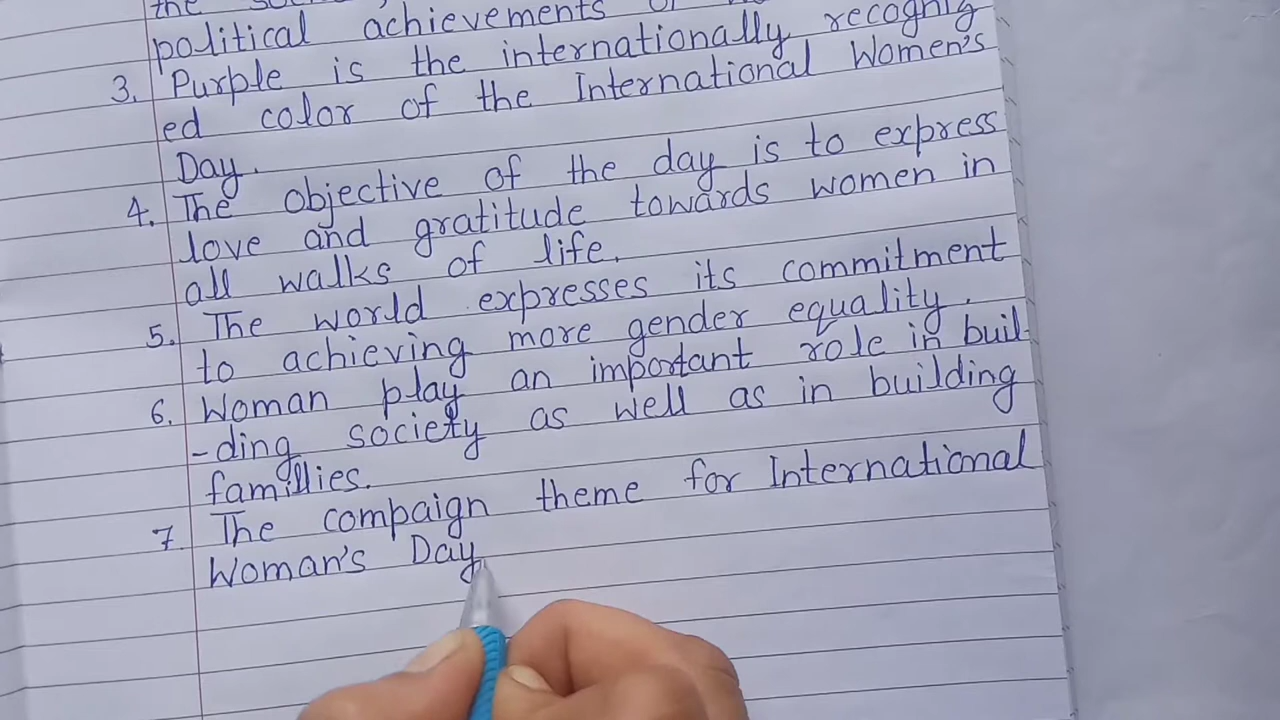 the
political achievements
3. Purple is the internationally recogniz
ed color of the International Women's
Day.
4. The objective of the day is to express
love and gratitude towards women in
all walks of life.
5. The world expresses its commitment
to achieving more gender equality.
6. Woman play an important role in buil-
-ding society as well as in building
famillies.
7. The compaign theme for International
Woman's Day